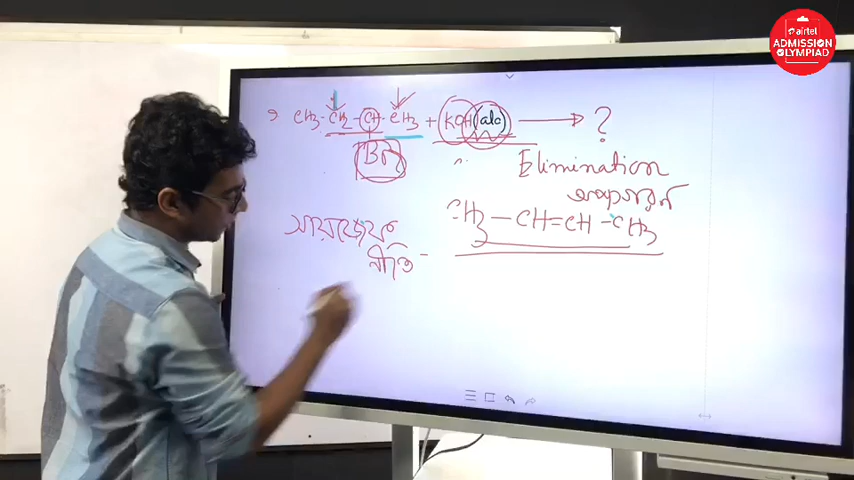 airtel
ADMISSION
OLYMPIAD
CH3-CH2-CH-CH3 + KOH(alc) → ?
Br
Elimination
অপসারণ
CH3-CH=CH-CH3
সায়জেফ
নীতি -